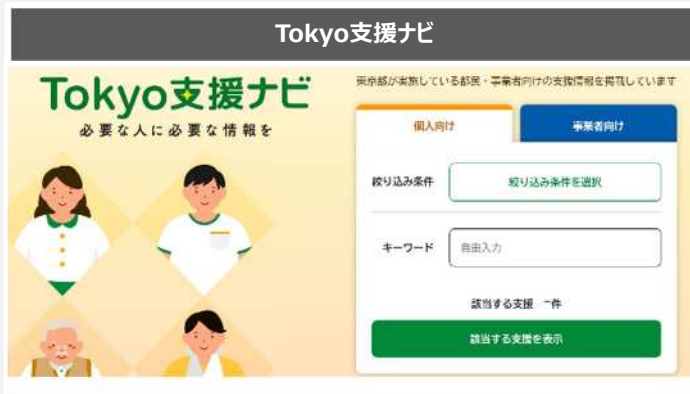 Tokyo支援ナビ
Tokyo支援ナビ
必要な人に必要な情報を
東京都が実施している都民・事業者向けの支援情報を掲載しています
個人向け
事業者向け
絞り込み条件
絞り込み条件を選択
キーワード
自由入力
該当する支援 ー件
該当する支援を表示